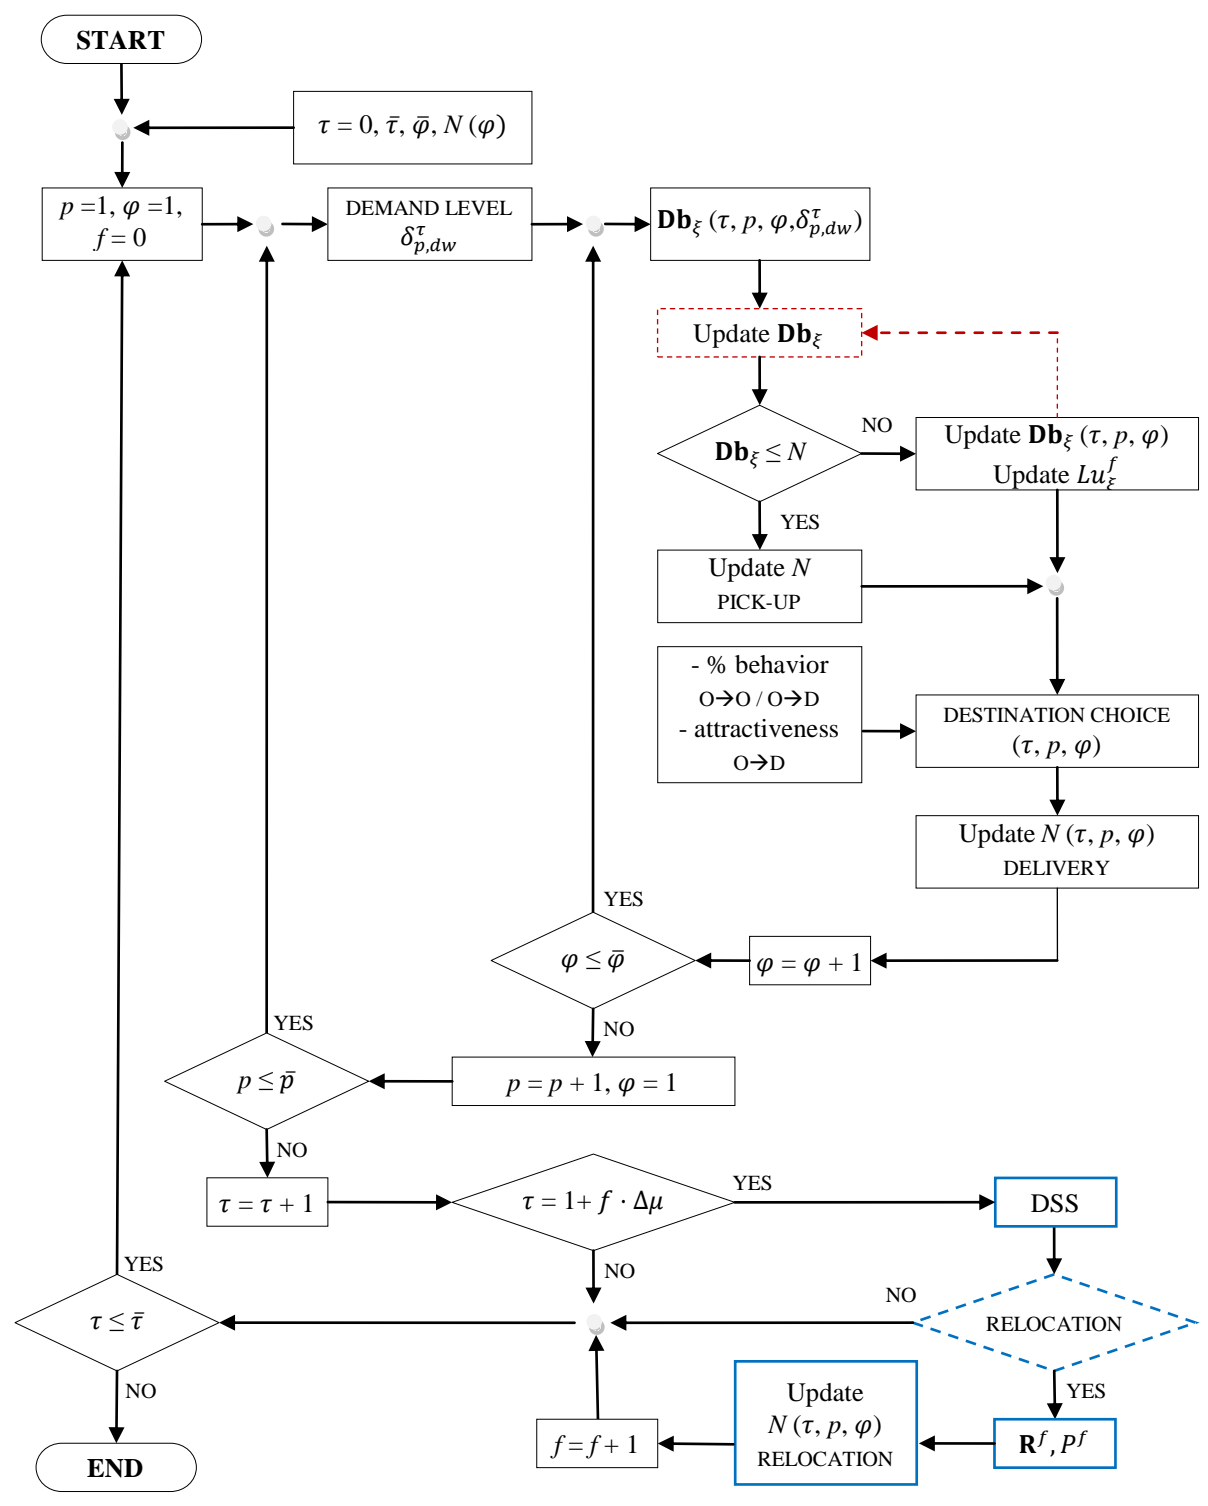 START
τ = 0, τ̄, φ̄, N (φ)
p =1, φ =1,
f = 0
DEMAND LEVEL
δ^τ_{p,dw}
Db_ξ (τ, p, φ,δ^τ_{p,dw})
Update Db_ξ
Db_ξ ≤ N
NO
Update Db_ξ (τ, p, φ)
Update Lu^f_ξ
YES
Update N
PICK-UP
- % behavior
O→O / O→D
- attractiveness
O→D
DESTINATION CHOICE
(τ, p, φ)
Update N (τ, p, φ)
DELIVERY
φ = φ + 1
YES
φ ≤ φ̄
NO
p = p + 1, φ = 1
YES
p ≤ p̄
NO
τ = τ + 1
τ = 1+ f · Δμ
YES
DSS
NO
RELOCATION
NO
YES
R^f, P^f
Update
N (τ, p, φ)
RELOCATION
f = f + 1
YES
τ ≤ τ̄
NO
END